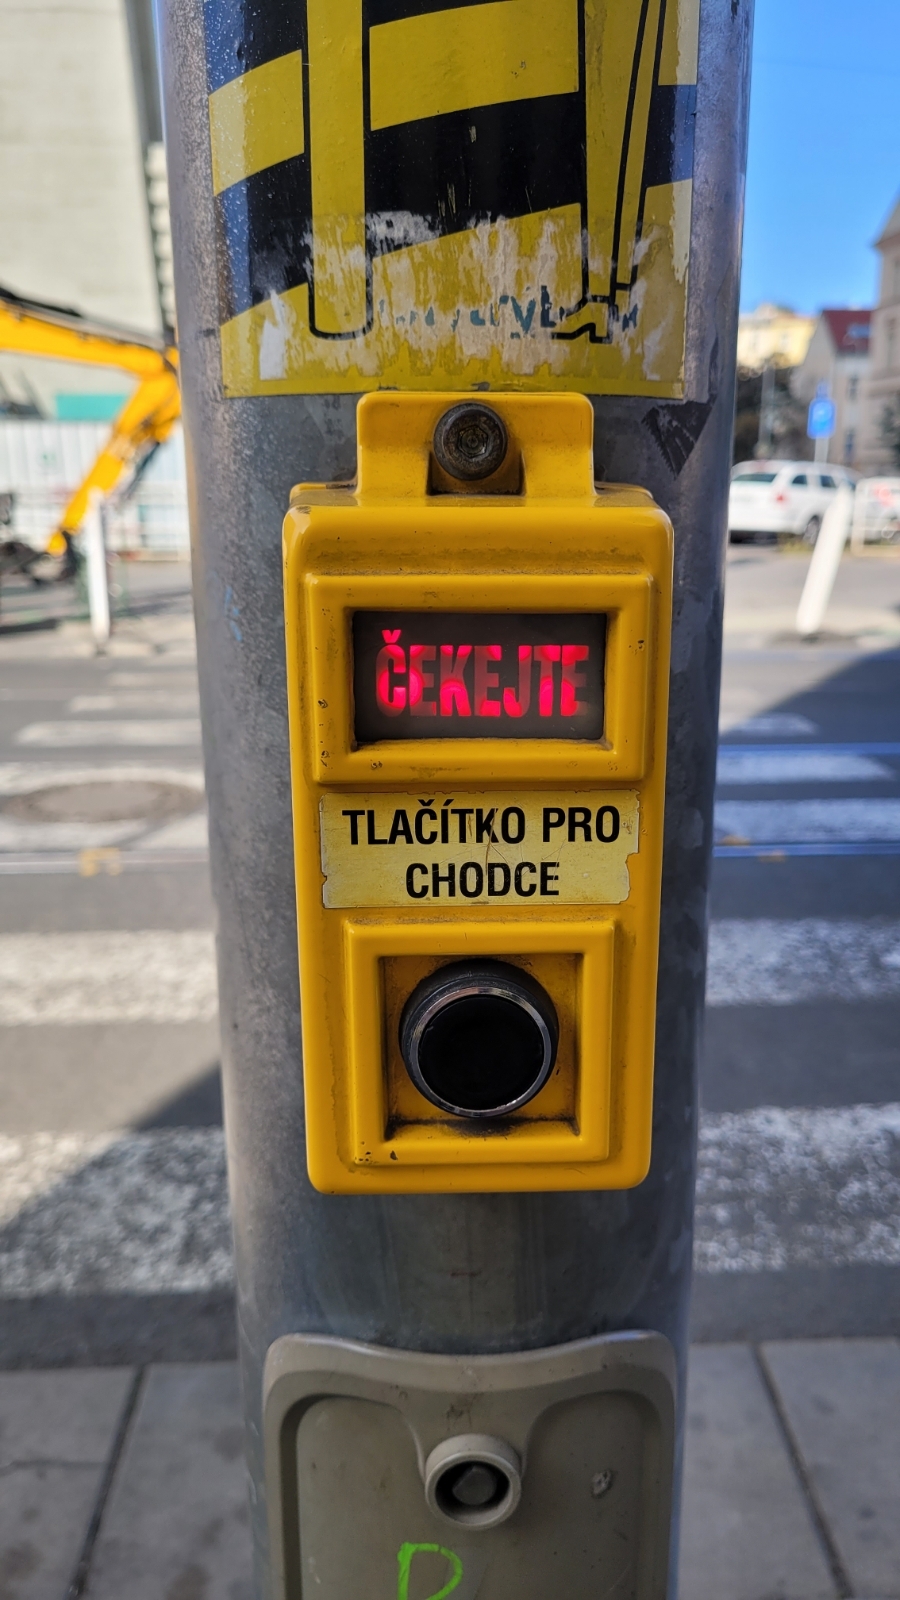 ČEKEJTE
TLAČÍTKO PRO
CHODCE
D